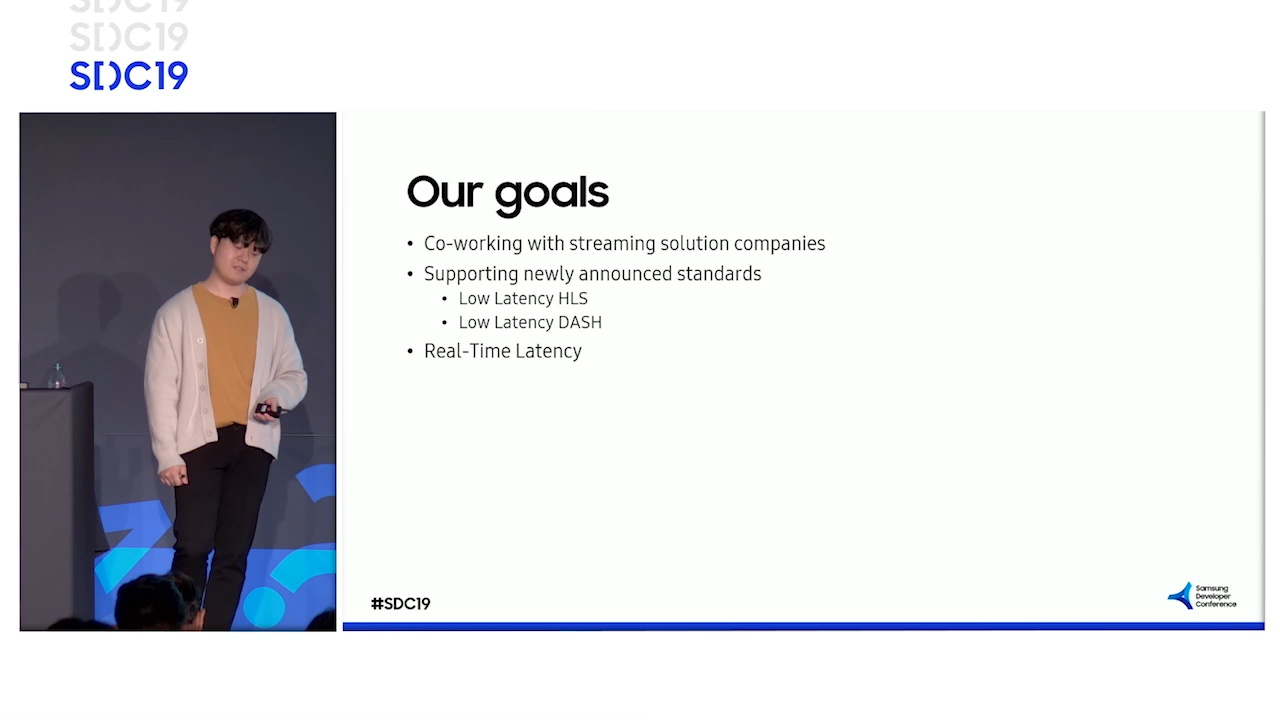 SDC19
SDC19
SDC19
Our goals
• Co-working with streaming solution companies
• Supporting newly announced standards
• Low Latency HLS
• Low Latency DASH
• Real-Time Latency
#SDC19
Samsung
Developer
Conference